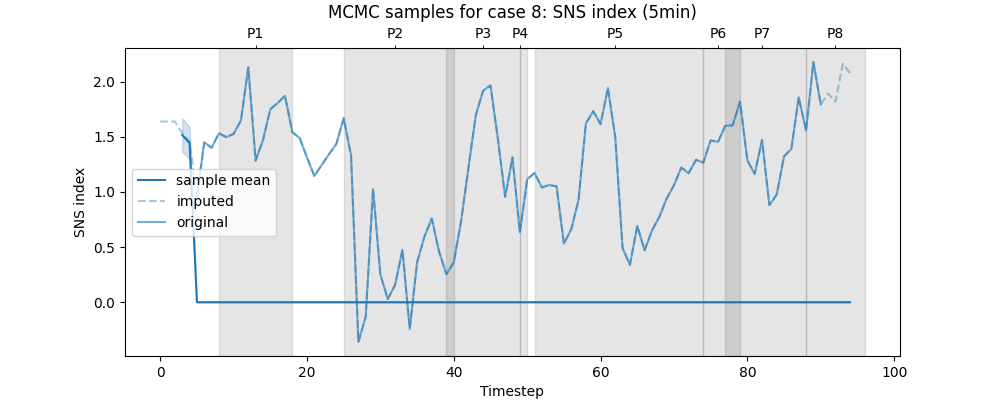 MCMC samples for case 8: SNS index (5min)
P1 P2 P3 P4 P5 P6 P7 P8
2.0
1.5
1.0
0.5
0.0
SNS index
sample mean
imputed
original
0 20 40 60 80 100
Timestep